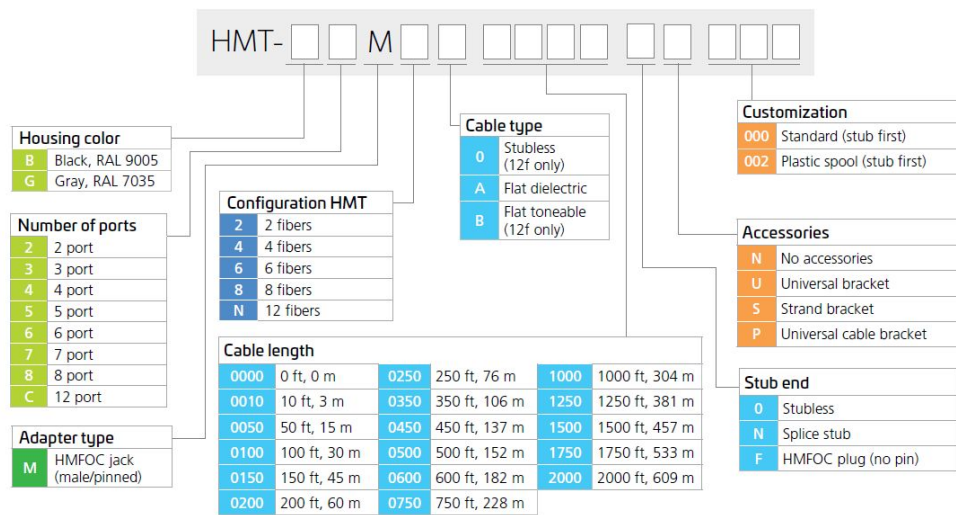 HMT- M
Housing color
B Black, RAL 9005
G Gray, RAL 7035
Number of ports
2 2 port
3 3 port
4 4 port
5 5 port
6 6 port
7 7 port
8 8 port
C 12 port
Adapter type
M HMFOC jack
(male/pinned)
Configuration HMT
2 2 fibers
4 4 fibers
6 6 fibers
8 8 fibers
N 12 fibers
Cable type
0 Stubless
(12f only)
A Flat dielectric
B Flat toneable
(12f only)
Cable length
0000 0 ft, 0 m 0250 250 ft, 76 m 1000 1000 ft, 304 m
0010 10 ft, 3 m 0350 350 ft, 106 m 1250 1250 ft, 381 m
0050 50 ft, 15 m 0450 450 ft, 137 m 1500 1500 ft, 457 m
0100 100 ft, 30 m 0500 500 ft, 152 m 1750 1750 ft, 533 m
0150 150 ft, 45 m 0600 600 ft, 182 m 2000 2000 ft, 609 m
0200 200 ft, 60 m 0750 750 ft, 228 m
Customization
000 Standard (stub first)
002 Plastic spool (stub first)
Accessories
N No accessories
U Universal bracket
S Strand bracket
P Universal cable bracket
Stub end
0 Stubless
N Splice stub
F HMFOC plug (no pin)